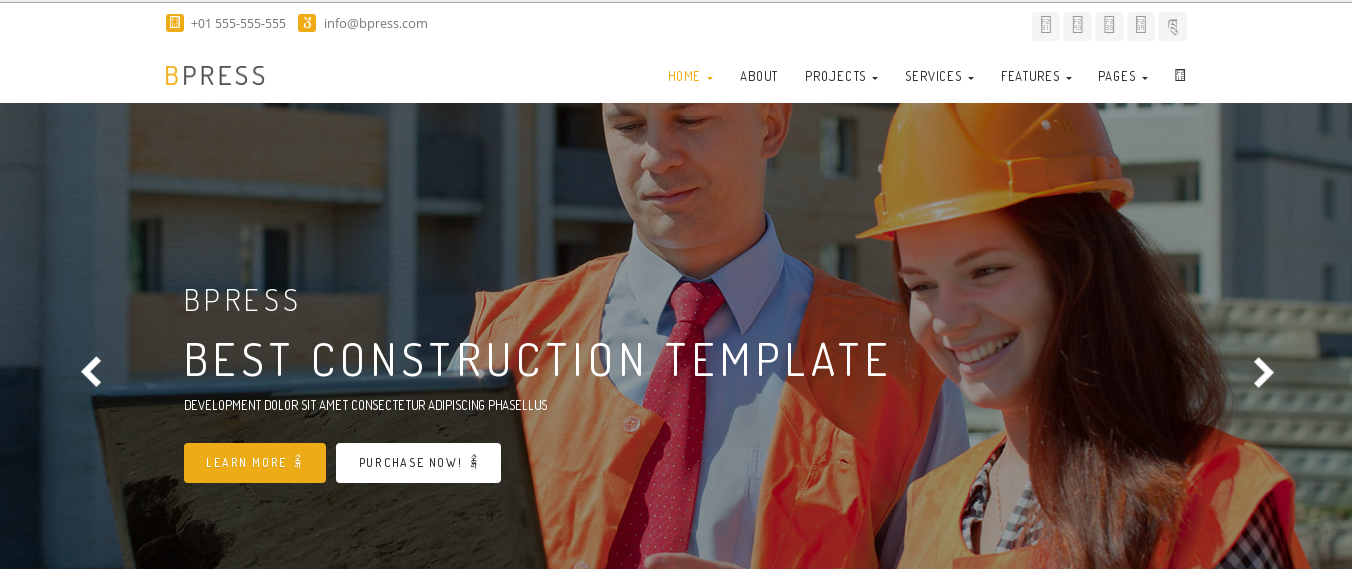 +01 555-555-555 info@bpress.com
BPRESS
HOME ABOUT PROJECTS SERVICES FEATURES PAGES
BPRESS
BEST CONSTRUCTION TEMPLATE
DEVELOPMENT DOLOR SIT AMET CONSECTETUR ADIPISCING PHASELLUS
LEARN MORE PURCHASE NOW!